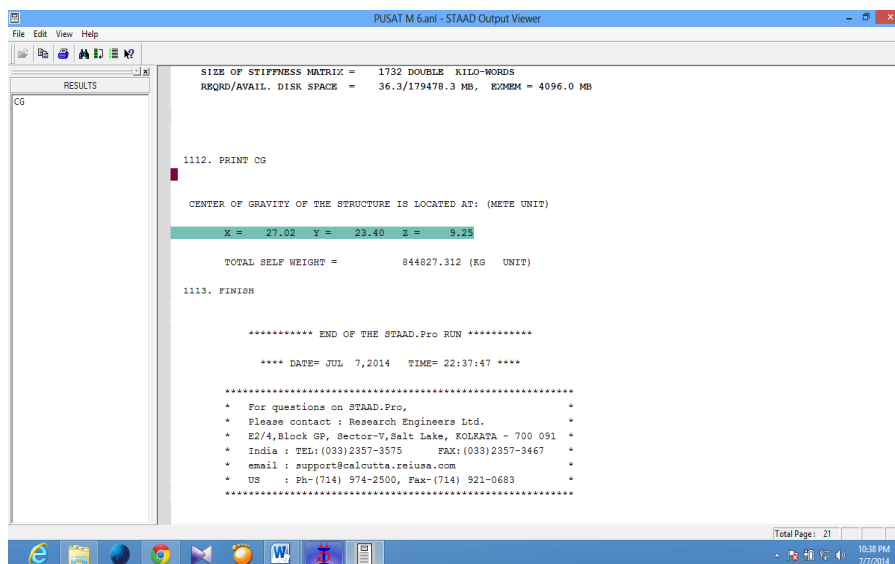 PUSAT M 6.anl - STAAD Output Viewer
File Edit View Help
RESULTS
CG
SIZE OF STIFFNESS MATRIX = 1732 DOUBLE KILO-WORDS
REQRD/AVAIL. DISK SPACE = 36.3/179478.3 MB, EXMEM = 4096.0 MB
1112. PRINT CG
CENTER OF GRAVITY OF THE STRUCTURE IS LOCATED AT: (METE UNIT)
X = 27.02 Y = 23.40 Z = 9.25
TOTAL SELF WEIGHT = 844827.312 (KG UNIT)
1113. FINISH
*********** END OF THE STAAD.Pro RUN ***********
**** DATE= JUL 7,2014 TIME= 22:37:47 ****
************************************************************
* For questions on STAAD.Pro, *
* Please contact : Research Engineers Ltd. *
* E2/4,Block GP, Sector-V,Salt Lake, KOLKATA - 700 091 *
* India : TEL:(033)2357-3575 FAX:(033)2357-3467 *
* email : support@calcutta.reiusa.com *
* US : Ph-(714) 974-2500, Fax-(714) 921-0683 *
************************************************************
Total Page: 21
10:38 PM
7/7/2014